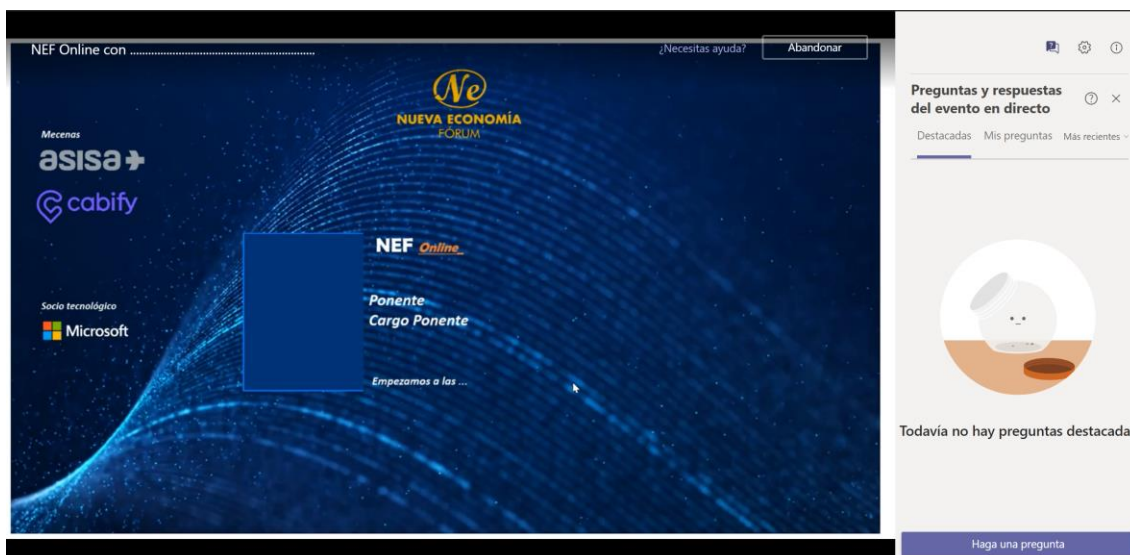 NEF Online con ............................................................
¿Necesitas ayuda?
Abandonar
Ne
NUEVA ECONOMÍA
FÓRUM
Mecenas
asisa+
cabify
NEF Online_
Ponente
Cargo Ponente
Socio tecnológico
Microsoft
Empezamos a las ...
Preguntas y respuestas
del evento en directo
Destacadas Mis preguntas Más recientes
Todavía no hay preguntas destacada
Haga una pregunta